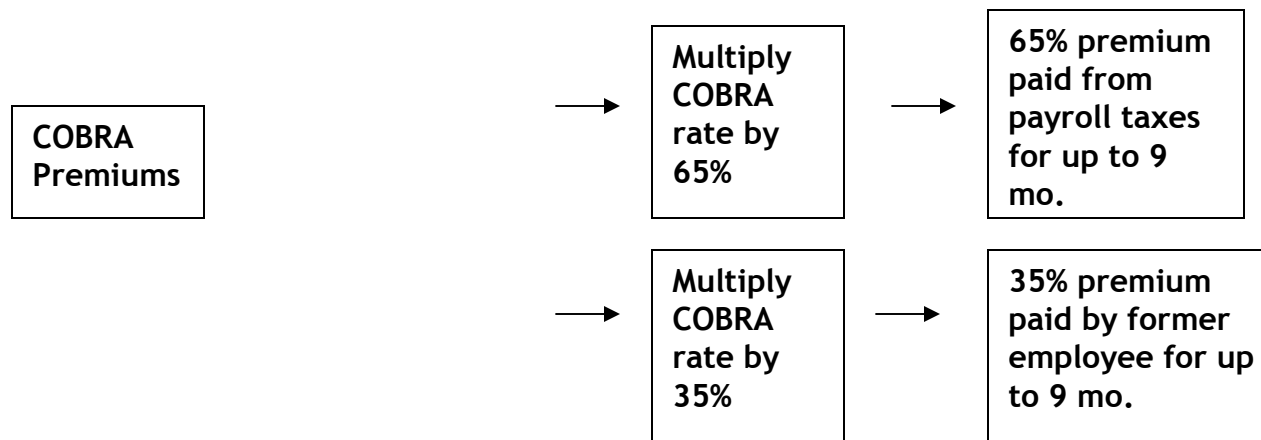 COBRA
Premiums
Multiply
COBRA
rate by
65%
65% premium
paid from
payroll taxes
for up to 9
mo.
Multiply
COBRA
rate by
35%
35% premium
paid by former
employee for up
to 9 mo.